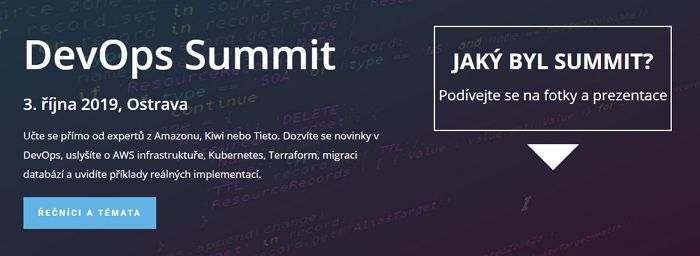 DevOps Summit
3. října 2019, Ostrava
Učte se přímo od expertů z Amazonu, Kiwi nebo Tieto. Dozvíte se novinky v
DevOps, uslyšíte o AWS infrastruktuře, Kubernetes, Terraform, migraci
databází a uvidíte příklady reálných implementací.
ŘEČNÍCI A TÉMATA
JAKÝ BYL SUMMIT?
Podívejte se na fotky a prezentace